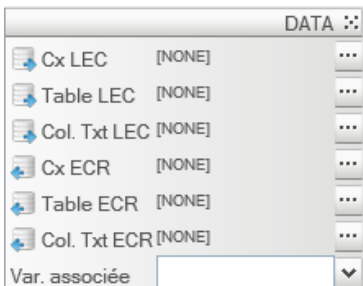 DATA
Cx LEC [NONE] ...
Table LEC [NONE] ...
Col. Txt LEC [NONE] ...
Cx ECR [NONE] ...
Table ECR [NONE] ...
Col. Txt ECR [NONE] ...
Var. associée